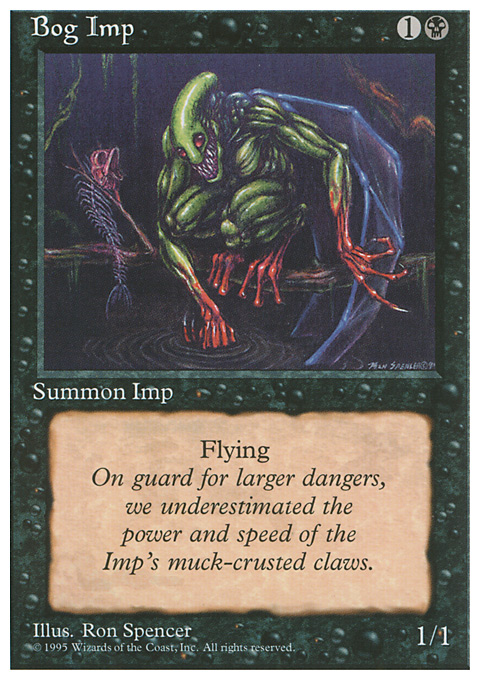 Bog Imp 1
Summon Imp
Flying
On guard for larger dangers,
we underestimated the
power and speed of the
Imp's muck-crusted claws.
Illus. Ron Spencer
© 1995 Wizards of the Coast, Inc. All rights reserved.
1/1